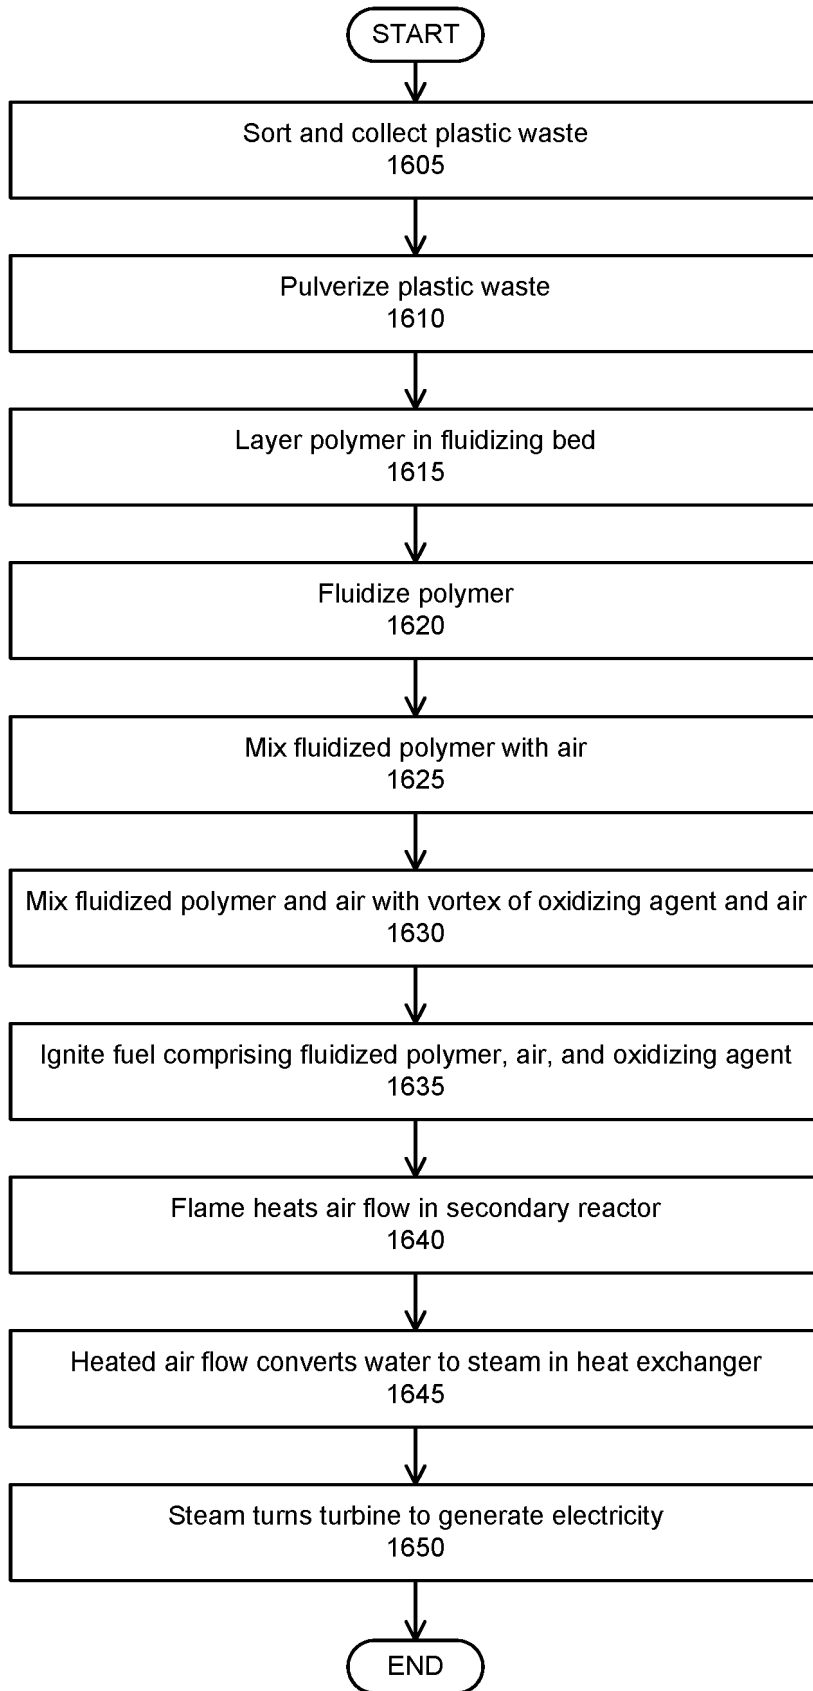 START
Sort and collect plastic waste
1605
Pulverize plastic waste
1610
Layer polymer in fluidizing bed
1615
Fluidize polymer
1620
Mix fluidized polymer with air
1625
Mix fluidized polymer and air with vortex of oxidizing agent and air
1630
Ignite fuel comprising fluidized polymer, air, and oxidizing agent
1635
Flame heats air flow in secondary reactor
1640
Heated air flow converts water to steam in heat exchanger
1645
Steam turns turbine to generate electricity
1650
END